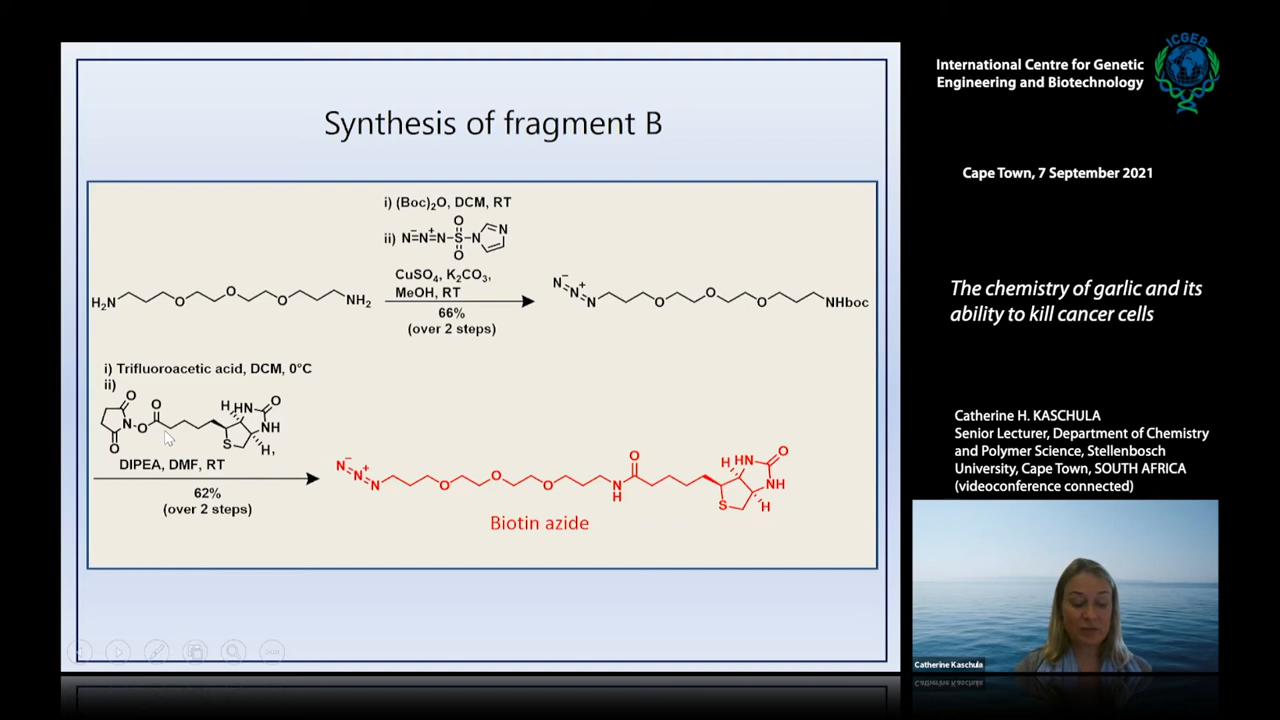 Synthesis of fragment B
i) (Boc)₂O, DCM, RT
ii) N=N=N-S-N
O
O
N
− +
CuSO₄, K₂CO₃,
MeOH, RT
66%
(over 2 steps)
H₂N
O
O
O
NH₂
N−
N+
N
O
O
O
NHboc
i) Trifluoroacetic acid, DCM, 0°C
ii)
O
N
O
O
O
H
HN
O
NH
S
H,
DIPEA, DMF, RT
62%
(over 2 steps)
N−
N+
N
O
O
O
N
H
O
H
HN
O
NH
S
H
Biotin azide
ICGEB
International Centre for Genetic
Engineering and Biotechnology
Cape Town, 7 September 2021
The chemistry of garlic and its
ability to kill cancer cells
Catherine H. KASCHULA
Senior Lecturer, Department of Chemistry
and Polymer Science, Stellenbosch
University, Cape Town, SOUTH AFRICA
(videoconference connected)
Catherine Kaschula